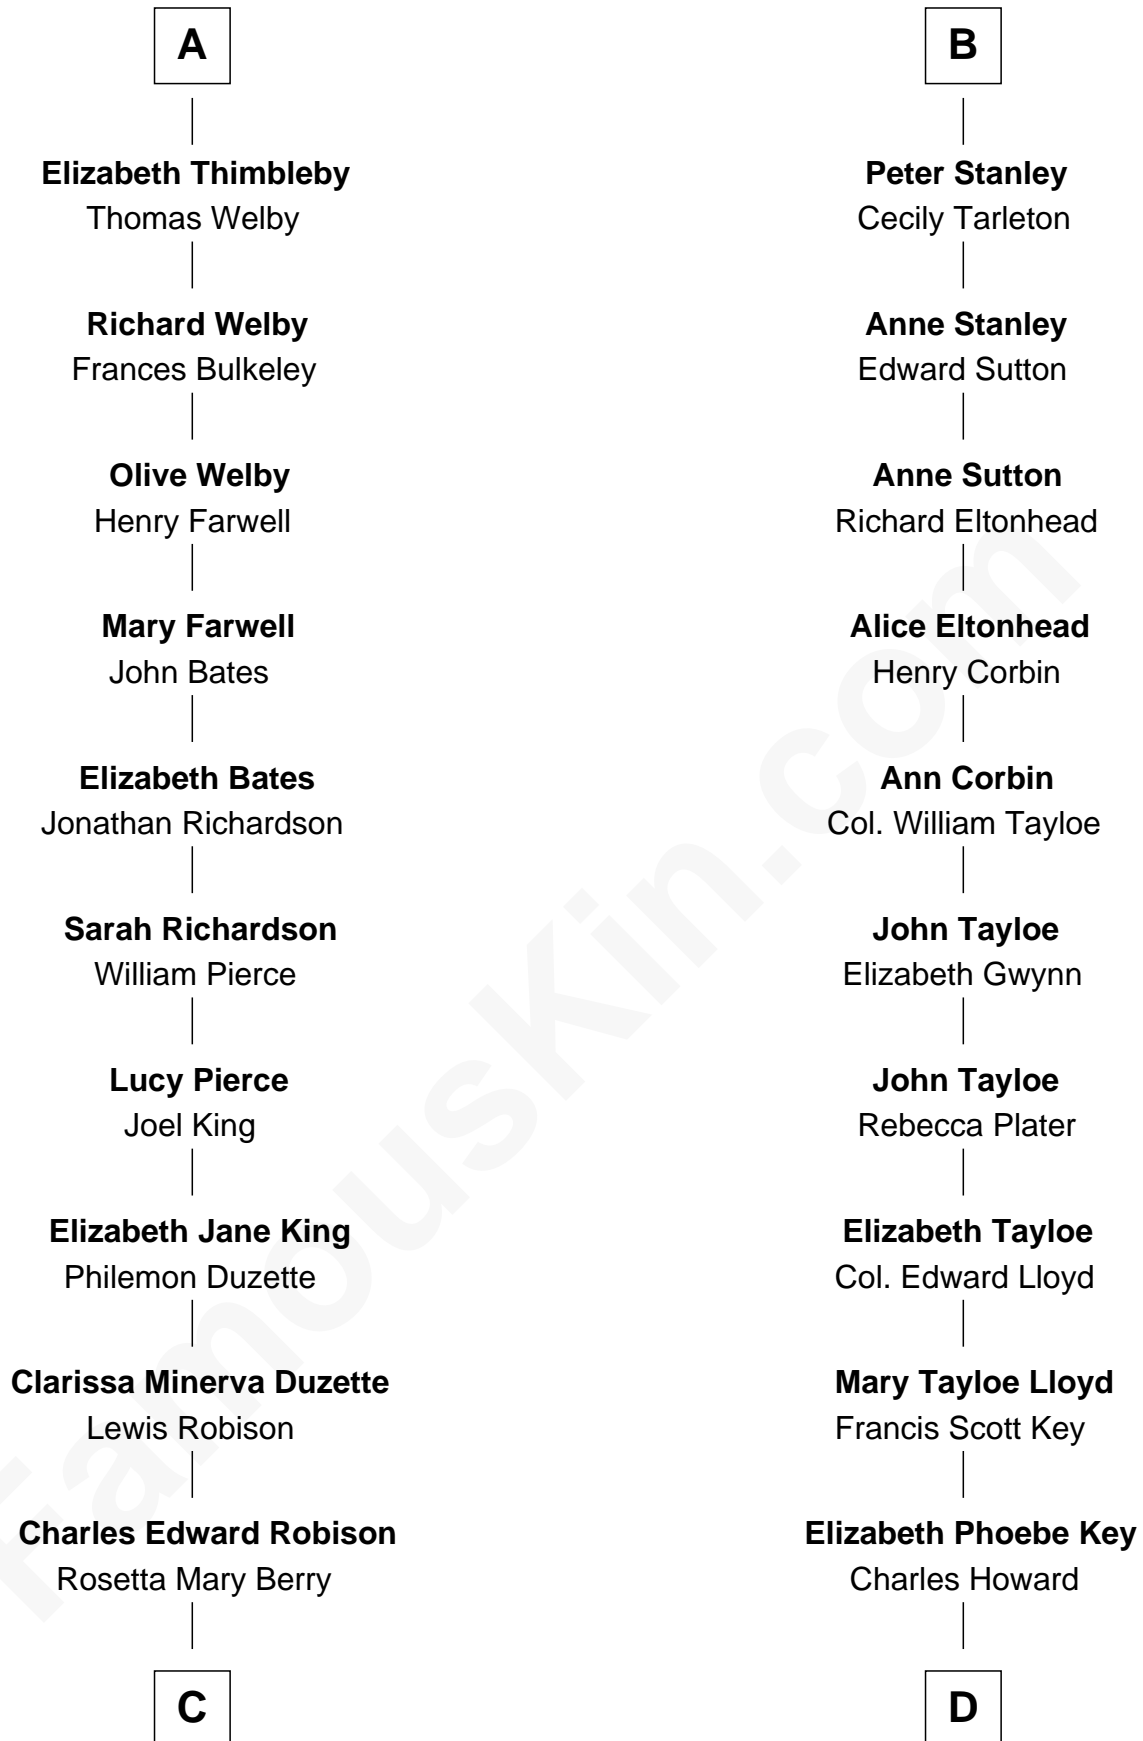 A
Elizabeth Thimbleby
Thomas Welby
Richard Welby
Frances Bulkeley
Olive Welby
Henry Farwell
Mary Farwell
John Bates
Elizabeth Bates
Jonathan Richardson
Sarah Richardson
William Pierce
Lucy Pierce
Joel King
Elizabeth Jane King
Philemon Duzette
Clarissa Minerva Duzette
Lewis Robison
Charles Edward Robison
Rosetta Mary Berry
C
B
Peter Stanley
Cecily Tarleton
Anne Stanley
Edward Sutton
Anne Sutton
Richard Eltonhead
Alice Eltonhead
Henry Corbin
Ann Corbin
Col. William Tayloe
John Tayloe
Elizabeth Gwynn
John Tayloe
Rebecca Plater
Elizabeth Tayloe
Col. Edward Lloyd
Mary Tayloe Lloyd
Francis Scott Key
Elizabeth Phoebe Key
Charles Howard
D
FamousKin.com